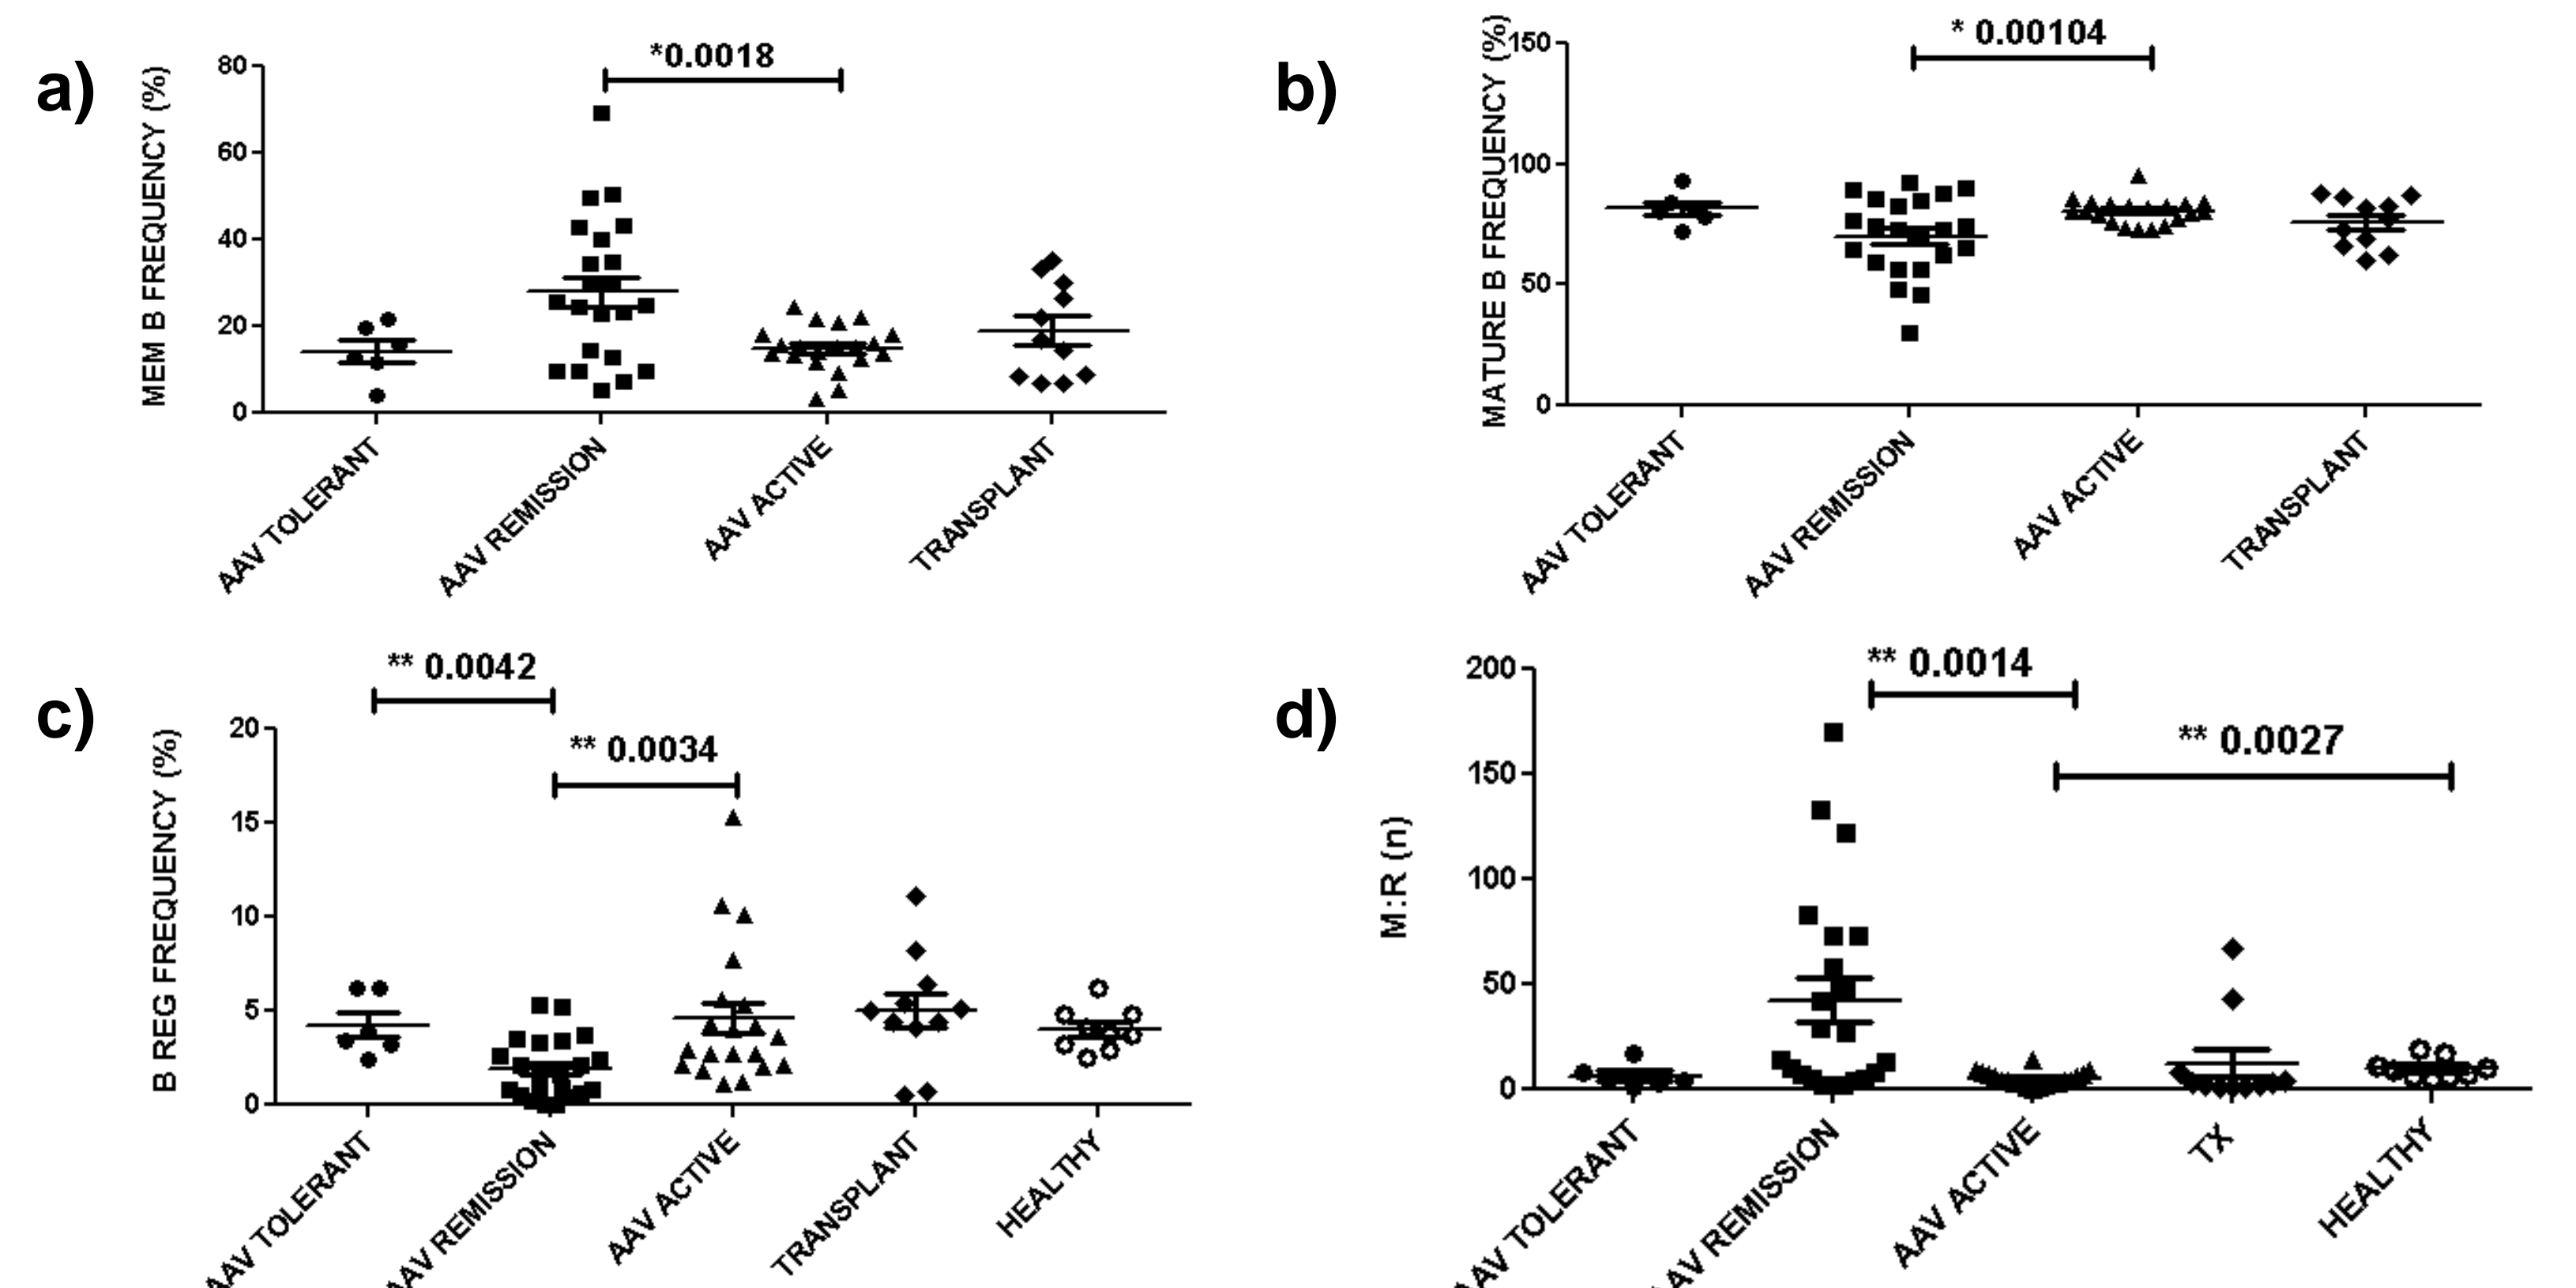 a)
MEM B FREQUENCY (%)
80
60
40
20
0
*0.0018
AAV TOLERANT
AAV REMISSION
AAV ACTIVE
TRANSPLANT
b)
MATURE B FREQUENCY (%)
150
100
50
0
* 0.00104
AAV TOLERANT
AAV REMISSION
AAV ACTIVE
TRANSPLANT
c)
B REG FREQUENCY (%)
20
15
10
5
0
** 0.0042
** 0.0034
AAV TOLERANT
AAV REMISSION
AAV ACTIVE
TRANSPLANT
HEALTHY
d)
M:R (n)
200
150
100
50
0
** 0.0014
** 0.0027
AAV TOLERANT
AAV REMISSION
AAV ACTIVE
TX
HEALTHY